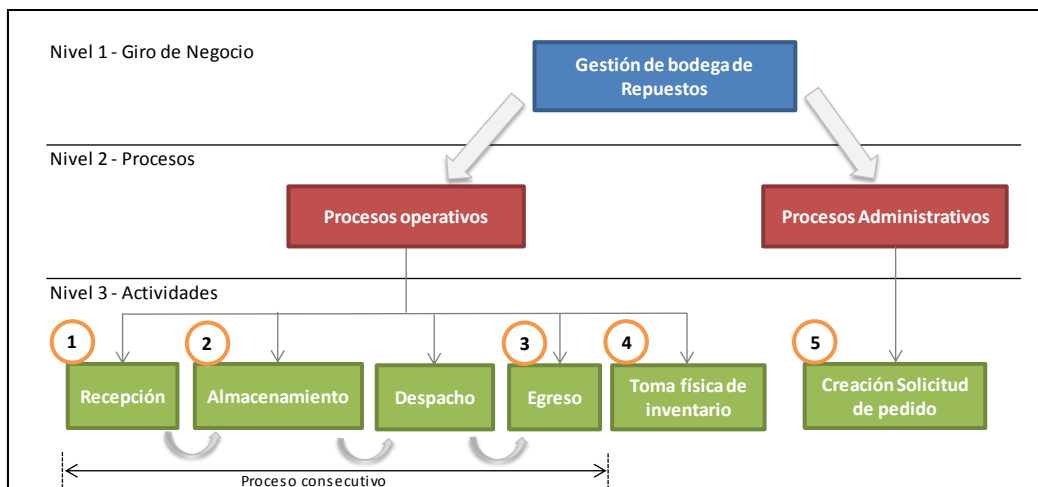 Nivel 1 - Giro de Negocio
Gestión de bodega de
Repuestos
Nivel 2 - Procesos
Procesos operativos
Procesos Administrativos
Nivel 3 - Actividades
1
2
3
4
5
Recepción
Almacenamiento
Despacho
Egreso
Toma física de
inventario
Creación Solicitud
de pedido
Proceso consecutivo